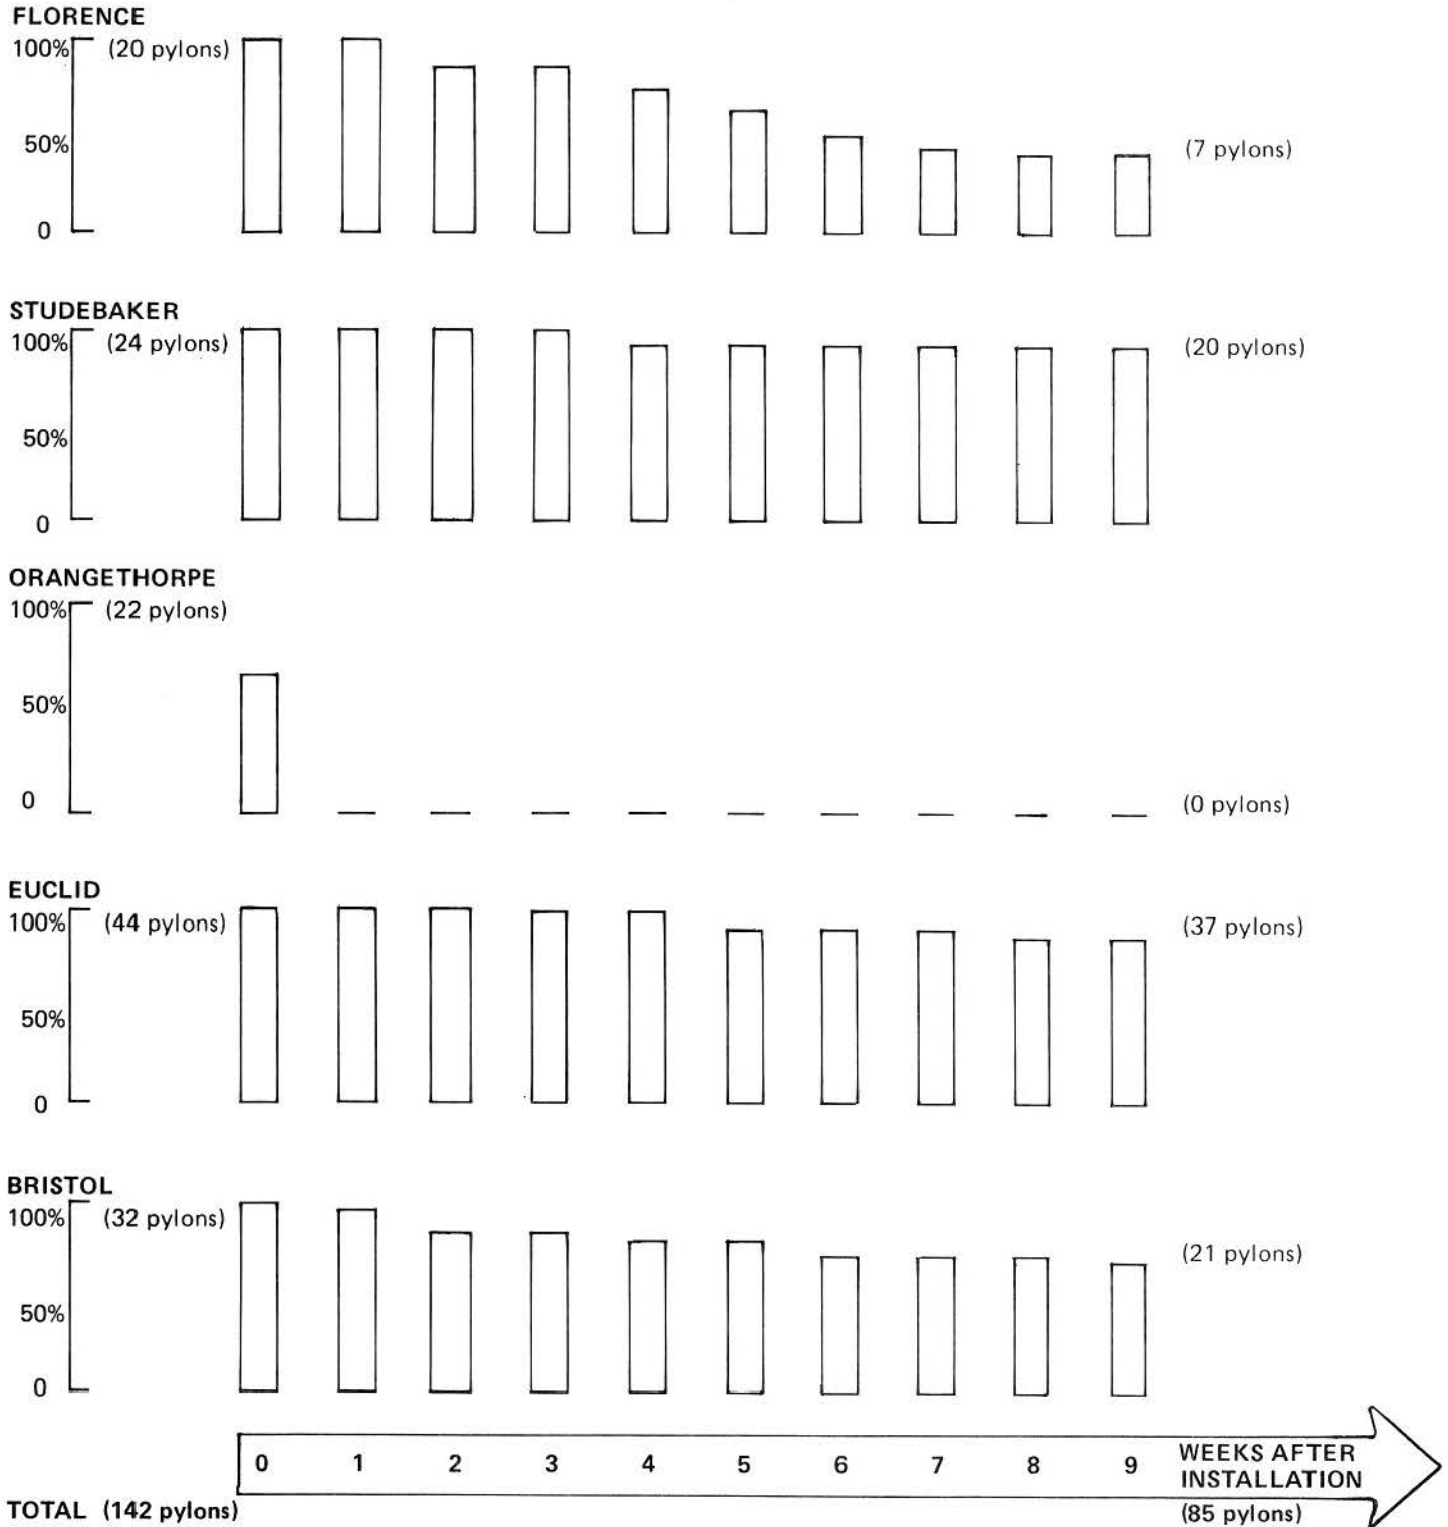 FLORENCE
100% (20 pylons)
50% (7 pylons)
0
STUDEBAKER
100% (24 pylons) (20 pylons)
50%
0
ORANGETHORPE
100% (22 pylons)
50%
0 (0 pylons)
EUCLID
100% (44 pylons) (37 pylons)
50%
0
BRISTOL
100% (32 pylons)
(21 pylons)
50%
0
0 1 2 3 4 5 6 7 8 9 WEEKS AFTER
INSTALLATION
TOTAL (142 pylons) (85 pylons)